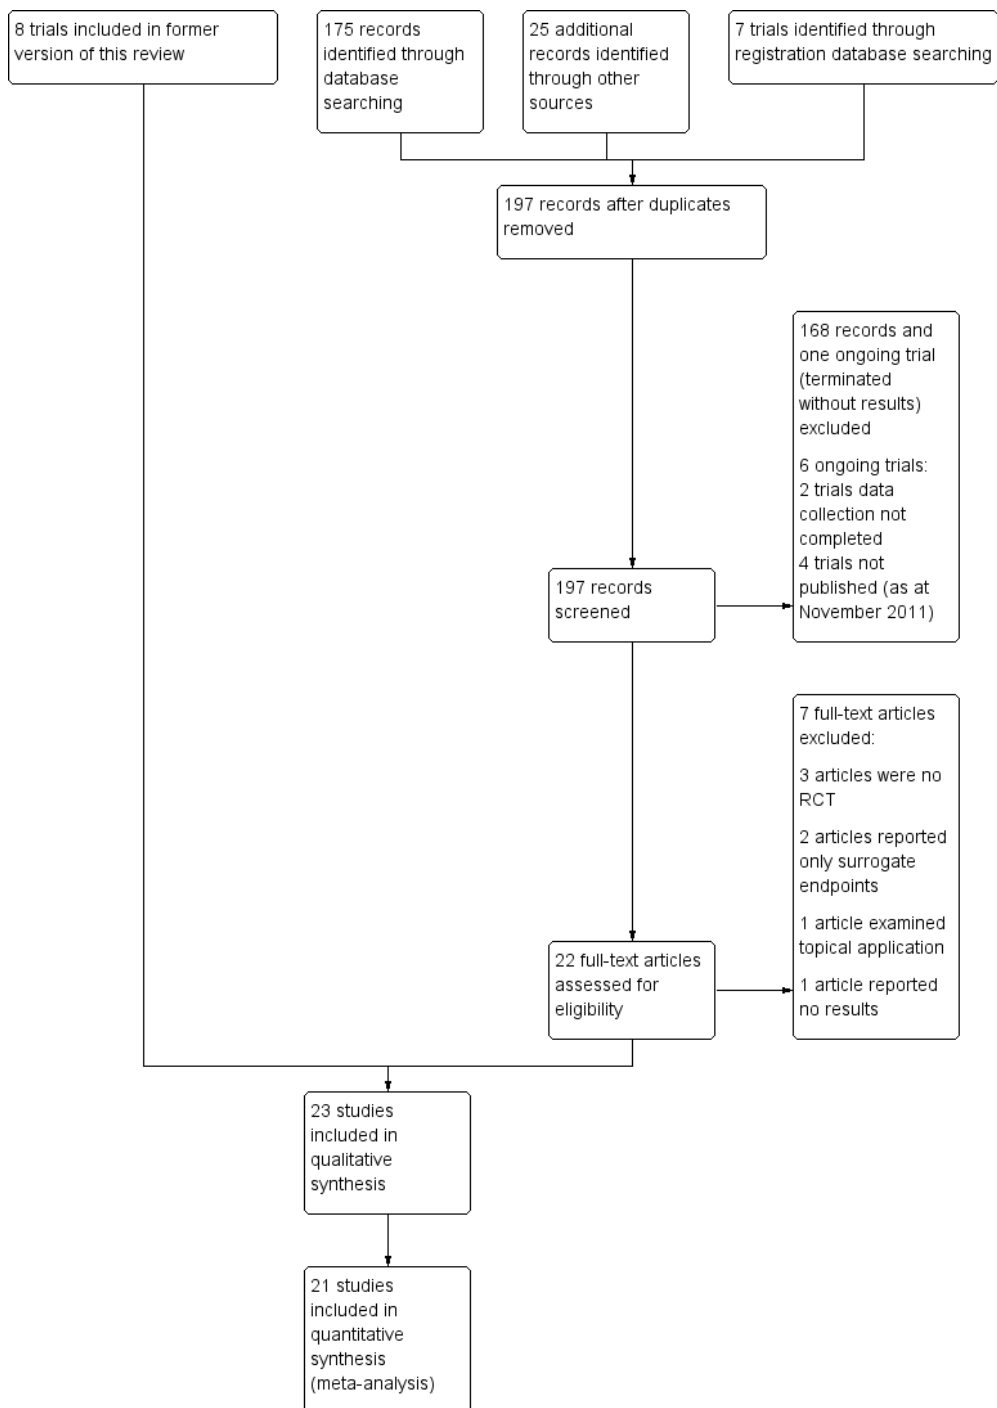 8 trials included in former
version of this review
175 records
identified through
database
searching
25 additional
records identified
through other
sources
7 trials identified through
registration database searching
197 records after duplicates
removed
168 records and
one ongoing trial
(terminated
without results)
excluded
6 ongoing trials:
2 trials data
collection not
completed
4 trials not
published (as at
November 2011)
197 records
screened
7 full-text articles
excluded:
3 articles were no
RCT
2 articles reported
only surrogate
endpoints
1 article examined
topical application
1 article reported
no results
22 full-text articles
assessed for
eligibility
23 studies
included in
qualitative
synthesis
21 studies
included in
quantitative
synthesis
(meta-analysis)